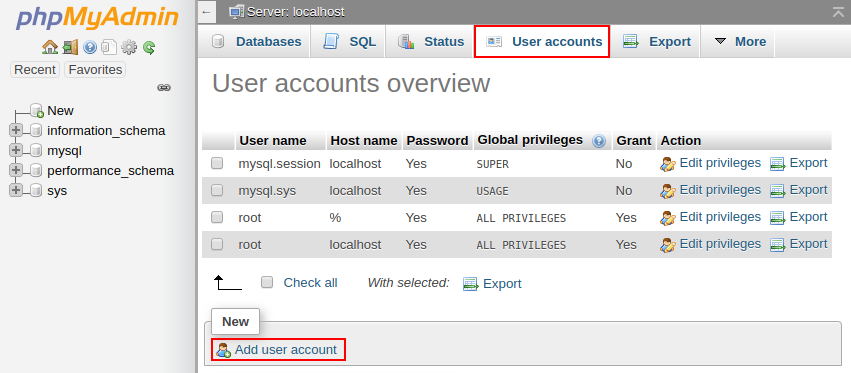 phpMyAdmin
Recent Favorites
New
information_schema
mysql
performance_schema
sys
Server: localhost
Databases SQL Status User accounts Export More
User accounts overview
User name Host name Password Global privileges Grant Action
mysql.session localhost Yes SUPER No Edit privileges Export
mysql.sys localhost Yes USAGE No Edit privileges Export
root % Yes ALL PRIVILEGES Yes Edit privileges Export
root localhost Yes ALL PRIVILEGES Yes Edit privileges Export
Check all With selected: Export
New
Add user account